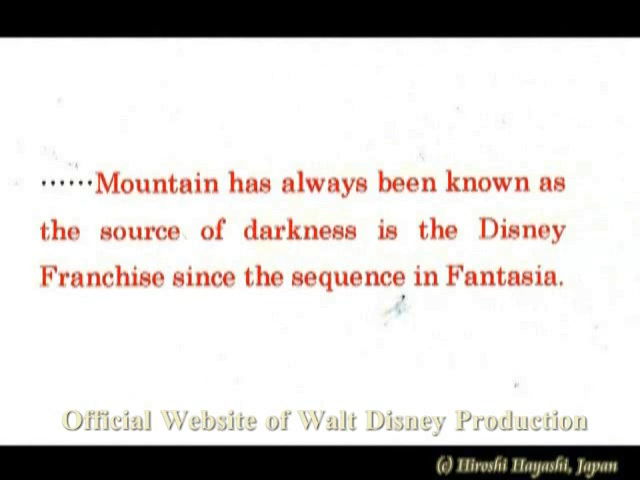 ......Mountain has always been known as
the source of darkness is the Disney
Franchise since the sequence in Fantasia.
Official Website of Walt Disney Production
(c) Hiroshi Hayashi, Japan